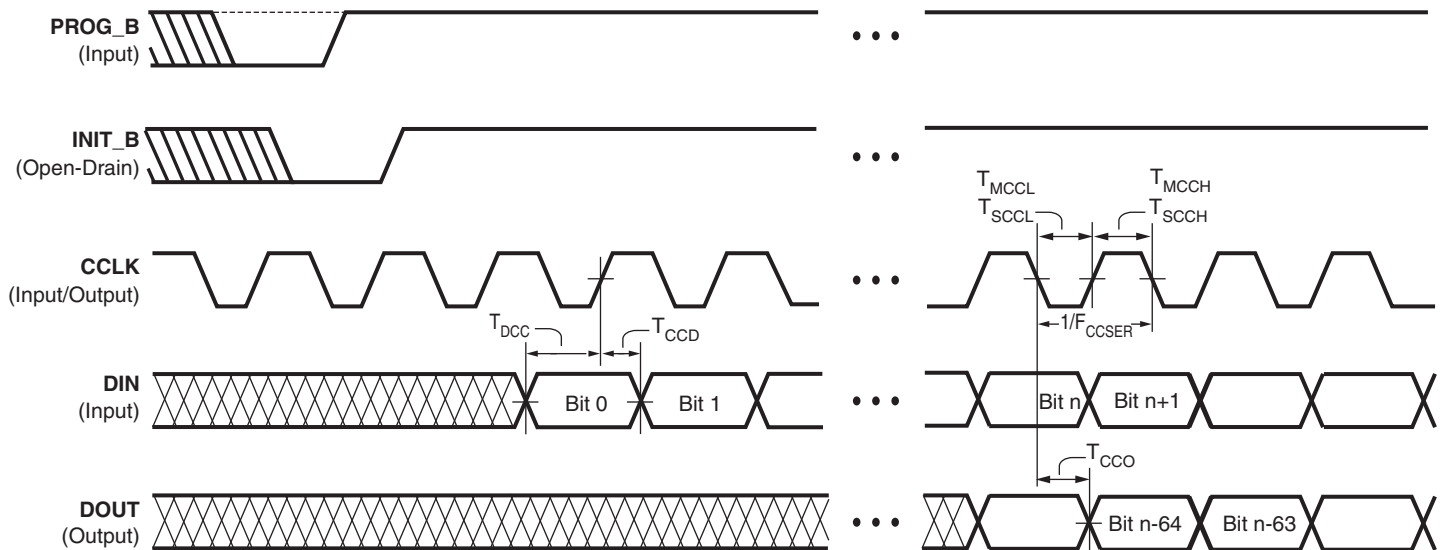 PROG_B
(Input)
INIT_B
(Open-Drain)
T_MCCL
T_SCCL
T_MCCH
T_SCCH
CCLK
(Input/Output)
T_DCC
T_CCD
1/F_CCSER
DIN
(Input)
Bit 0
Bit 1
Bit n
Bit n+1
T_CCO
DOUT
(Output)
Bit n-64
Bit n-63